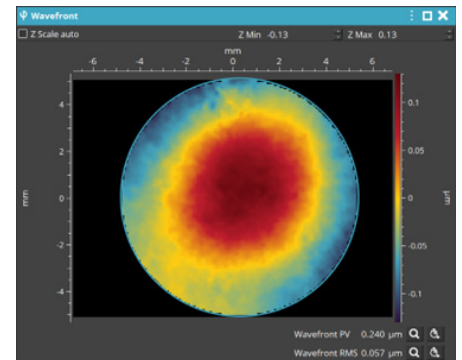 Wavefront
Z Scale auto Z Min -0.13 Z Max 0.13
mm
-6 -4 -2 0 2 4 6
4
2
0
-2
-4
mm
0.1
0.05
0
-0.05
-0.1
µm
Wavefront PV 0.240 µm
Wavefront RMS 0.057 µm